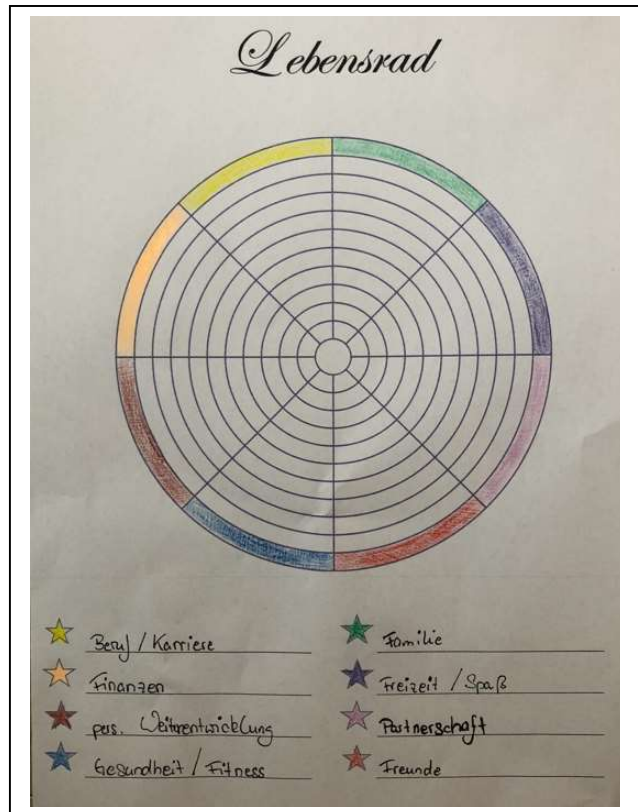 Lebensrad
Beruf / Karriere
Finanzen
pers. Weiterentwicklung
Gesundheit / Fitness
Familie
Freizeit / Spaß
Partnerschaft
Freunde